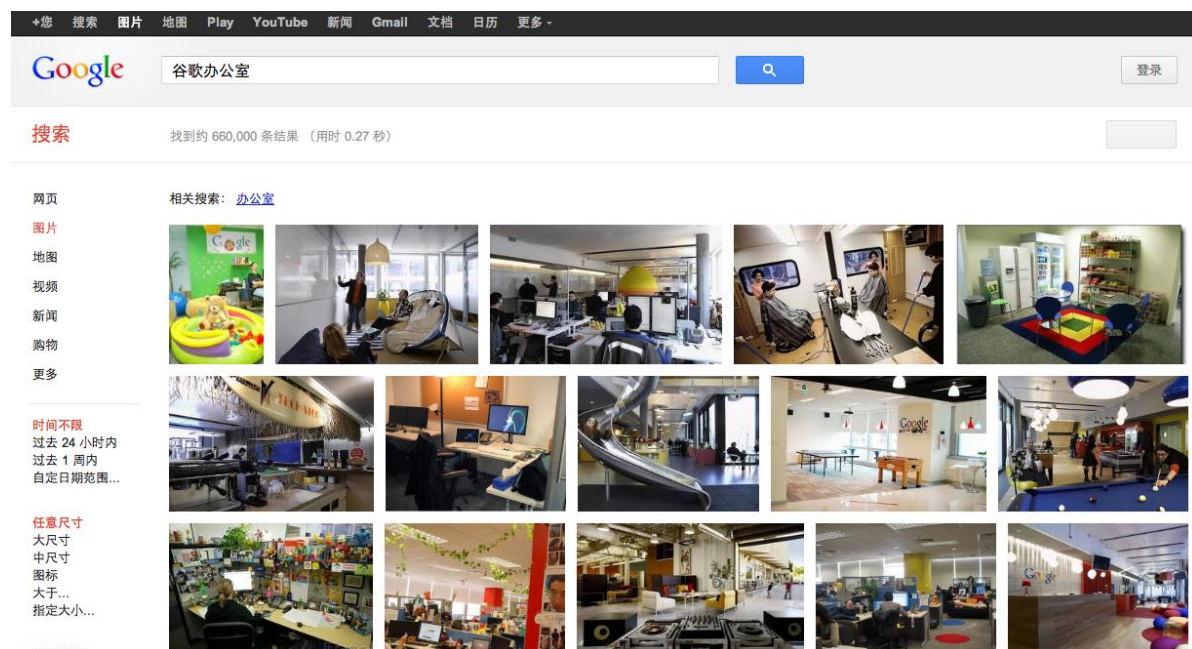 +您 搜索 图片 地图 Play YouTube 新闻 Gmail 文档 日历 更多
Google 谷歌办公室 登录
搜索 找到约 660,000 条结果 （用时 0.27 秒）
网页 相关搜索： 办公室
图片
地图
视频
新闻
购物
更多
时间不限
过去 24 小时内
过去 1 周内
自定日期范围...
任意尺寸
大尺寸
中尺寸
图标
大于...
指定大小...
Google
TECH STOP
Google
Google